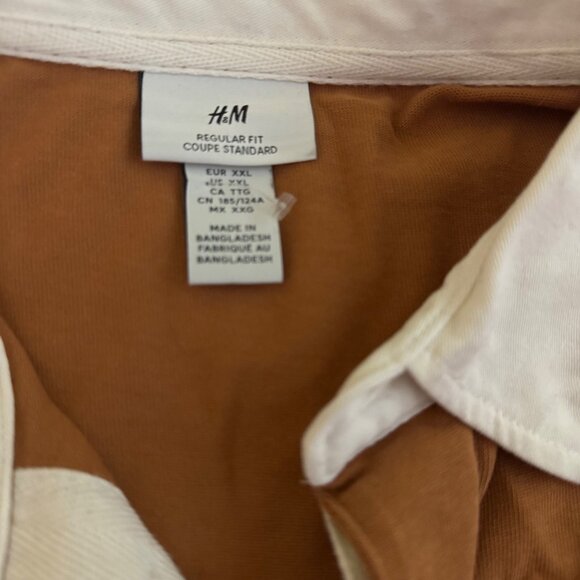 H&M
REGULAR FIT
COUPE STANDARD
EUR XXL
US XXL
CA TTG
CN 185/124A
MX XXG
MADE IN
BANGLADESH
FABRIQUÉ AU
BANGLADESH